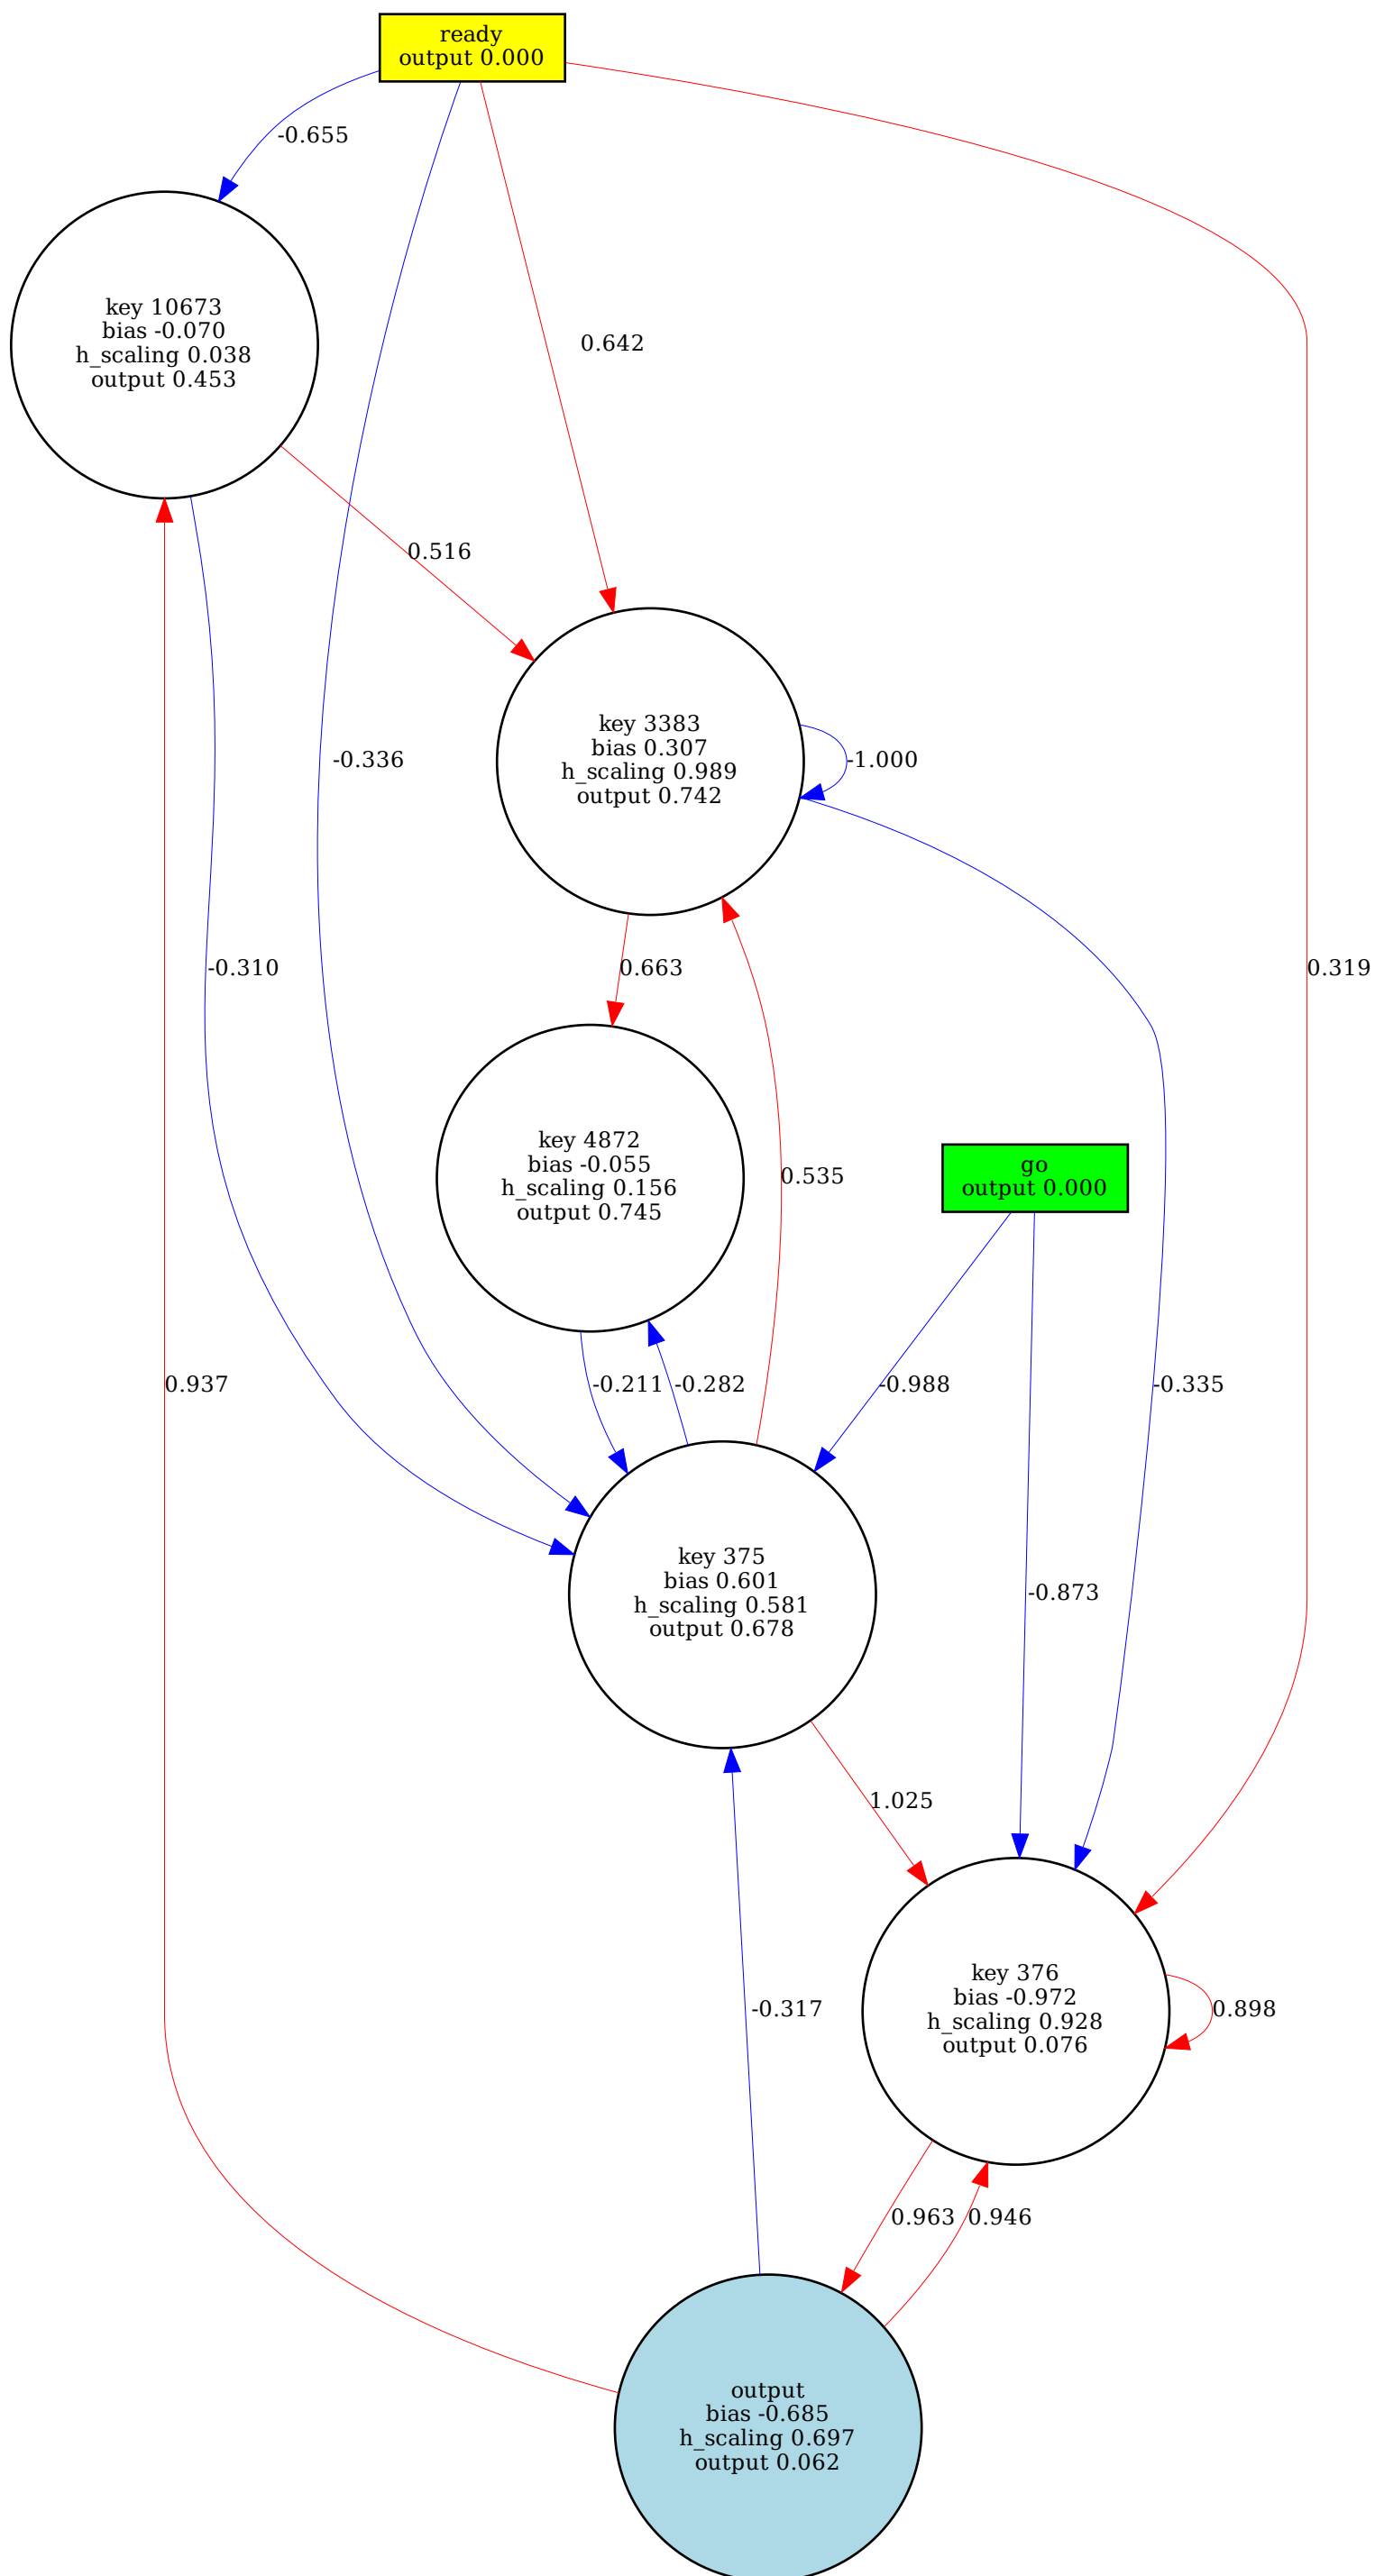 ready
output 0.000
-0.655
key 10673
bias -0.070
h_scaling 0.038
output 0.453
0.642
0.516
key 3383
bias 0.307
h_scaling 0.989
output 0.742
-0.336
-1.000
-0.310
0.663
0.319
key 4872
bias -0.055
h_scaling 0.156
output 0.745
0.535
go
output 0.000
0.937
-0.211
-0.282
-0.988
-0.335
key 375
bias 0.601
h_scaling 0.581
output 0.678
-0.873
1.025
key 376
bias -0.972
h_scaling 0.928
output 0.076
-0.317
0.898
0.963
0.946
output
bias -0.685
h_scaling 0.697
output 0.062